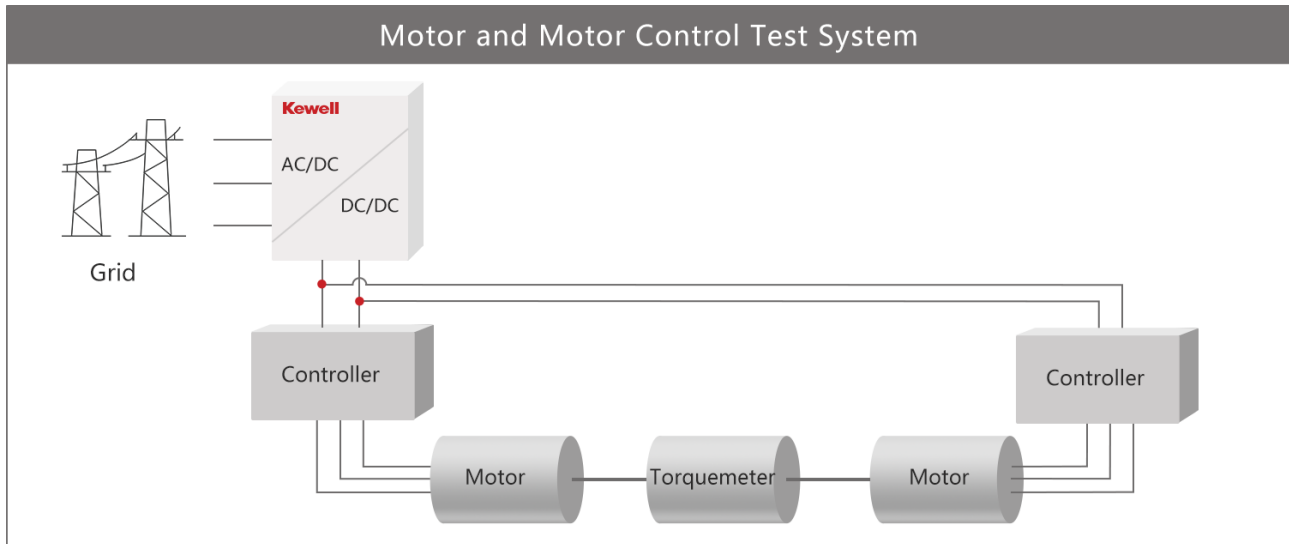 Motor and Motor Control Test System
Kewell
AC/DC
DC/DC
Grid
Controller
Controller
Motor
Torquemeter
Motor